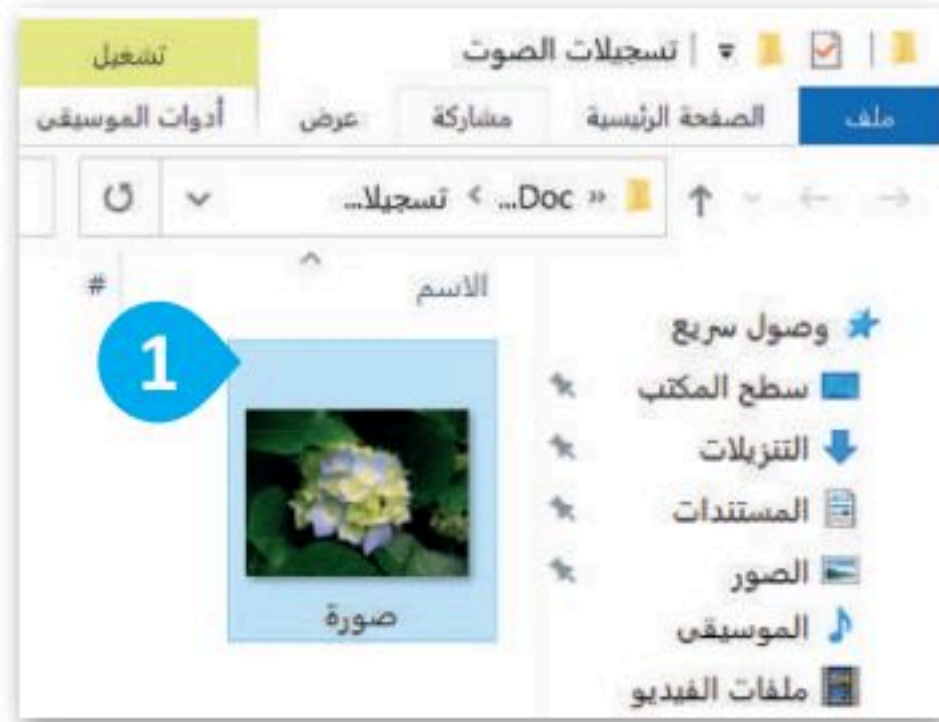 تسجيلات الصوت
تشغيل
ملف
الصفحة الرئيسية
مشاركة
عرض
أدوات الموسيقى
Doc... › تسجيلا...
الاسم
#
1
صورة
وصول سريع
سطح المكتب
التنزيلات
المستندات
الصور
الموسيقى
ملفات الفيديو